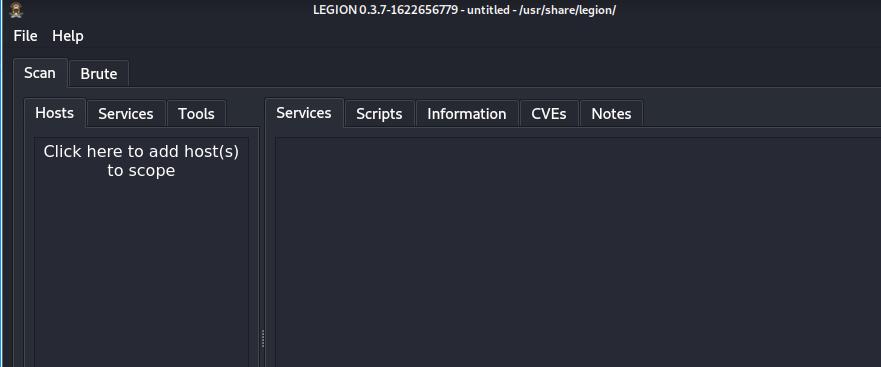 LEGION 0.3.7-1622656779 - untitled - /usr/share/legion/
File Help
Scan Brute
Hosts Services Tools Services Scripts Information CVEs Notes
Click here to add host(s)
to scope